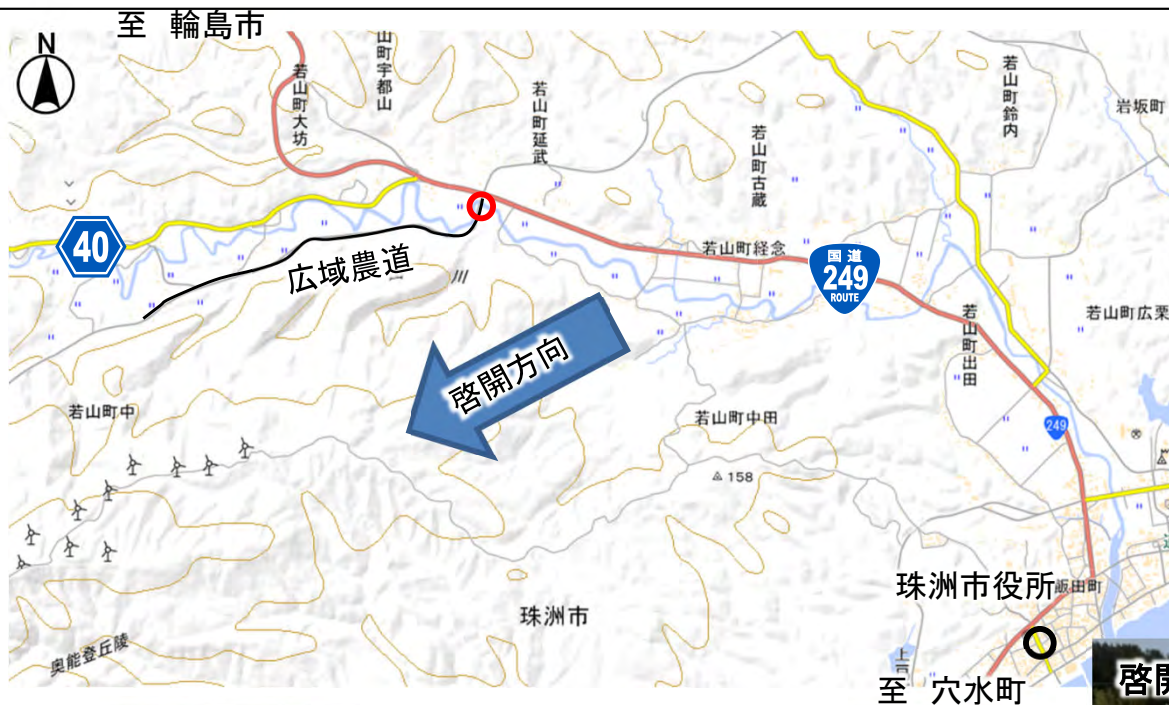 至 輪島市
N
若山町大坊
山町宇都山
若山町延武
若山町古蔵
若山町鈴内
岩坂町
40
広域農道
若山町経念
国道
249
ROUTE
若山町出田
若山町広栗
啓開方向
若山町中
若山町中田
249
158
珠洲市
珠洲市役所
飯田町
奥能登丘陵
上戸
至 穴水町
啓開